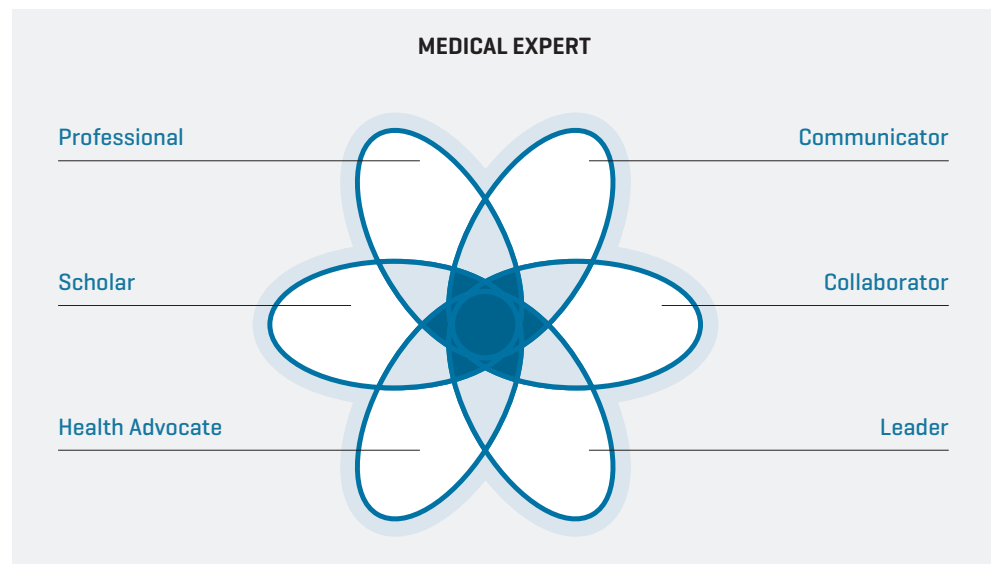 MEDICAL EXPERT
Professional
Communicator
Scholar
Collaborator
Health Advocate
Leader